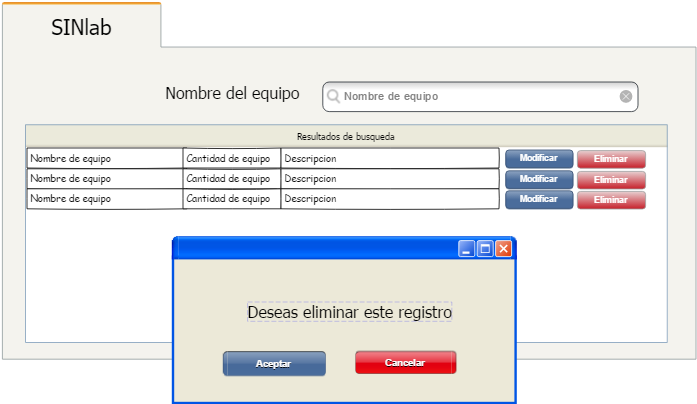 SINlab
Nombre del equipo
Nombre de equipo
Resultados de busqueda
Nombre de equipo Cantidad de equipo Descripcion Modificar Eliminar
Nombre de equipo Cantidad de equipo Descripcion Modificar Eliminar
Nombre de equipo Cantidad de equipo Descripcion Modificar Eliminar
Deseas eliminar este registro
Aceptar Cancelar